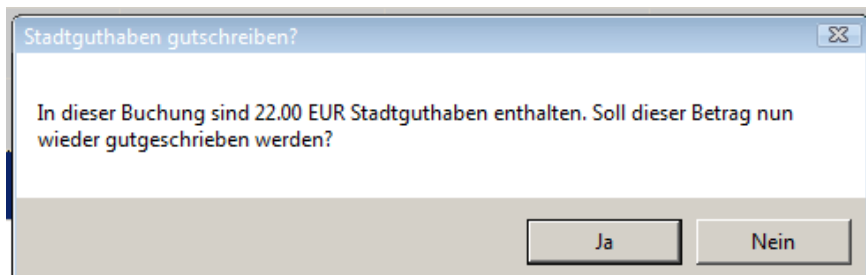 Stadtguthaben gutschreiben?
In dieser Buchung sind 22.00 EUR Stadtguthaben enthalten. Soll dieser Betrag nun
wieder gutgeschrieben werden?
Ja
Nein